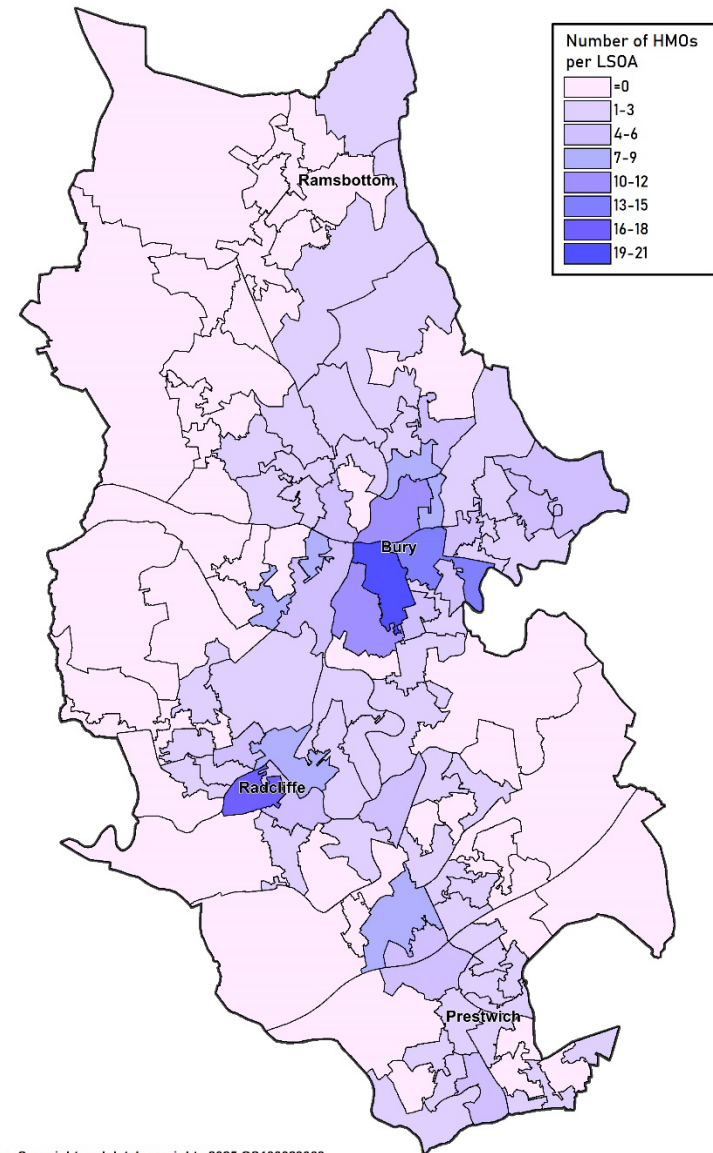 Number of HMOs
per LSOA
=0
1-3
4-6
7-9
10-12
13-15
16-18
19-21
Ramsbottom
Bury
Radcliffe
Prestwich